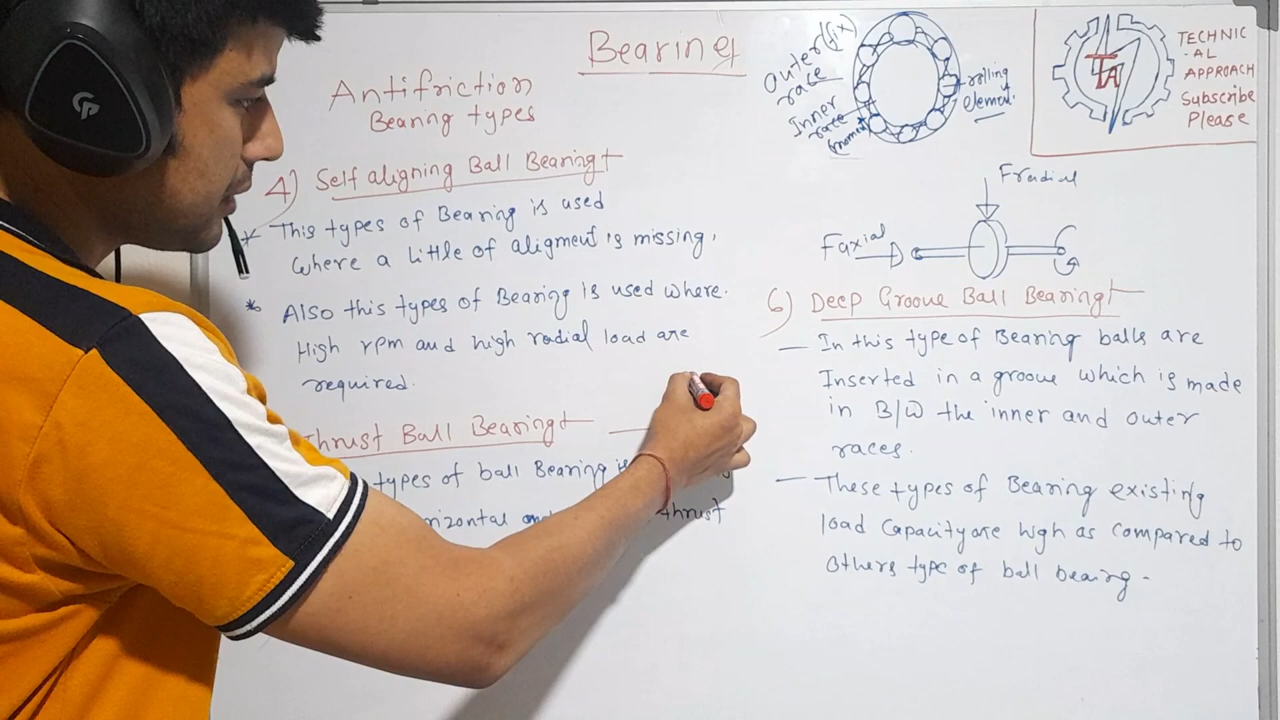 Bearing
Antifriction
Bearing types
4) Self aligning Ball Bearing
* This types of Bearing is used
where a little of aligment is missing,
* Also this types of Bearing is used where.
High rpm and high radial load are
required.
Thrust Ball Bearing
types of ball Bearing is
thrust
Outer (fix)
race
Inner
race
rolling
element.
TECHNIC
-AL
APPROACH
Subscribe
Please
TA
Fradial
Faxial
6) Deep Groove Ball Bearing
— In this type of Bearing balls are
Inserted in a groove which is made
in B/W the inner and outer
races.
— These types of Bearing existing
load Capacity are high as compared to
others type of ball bearing -